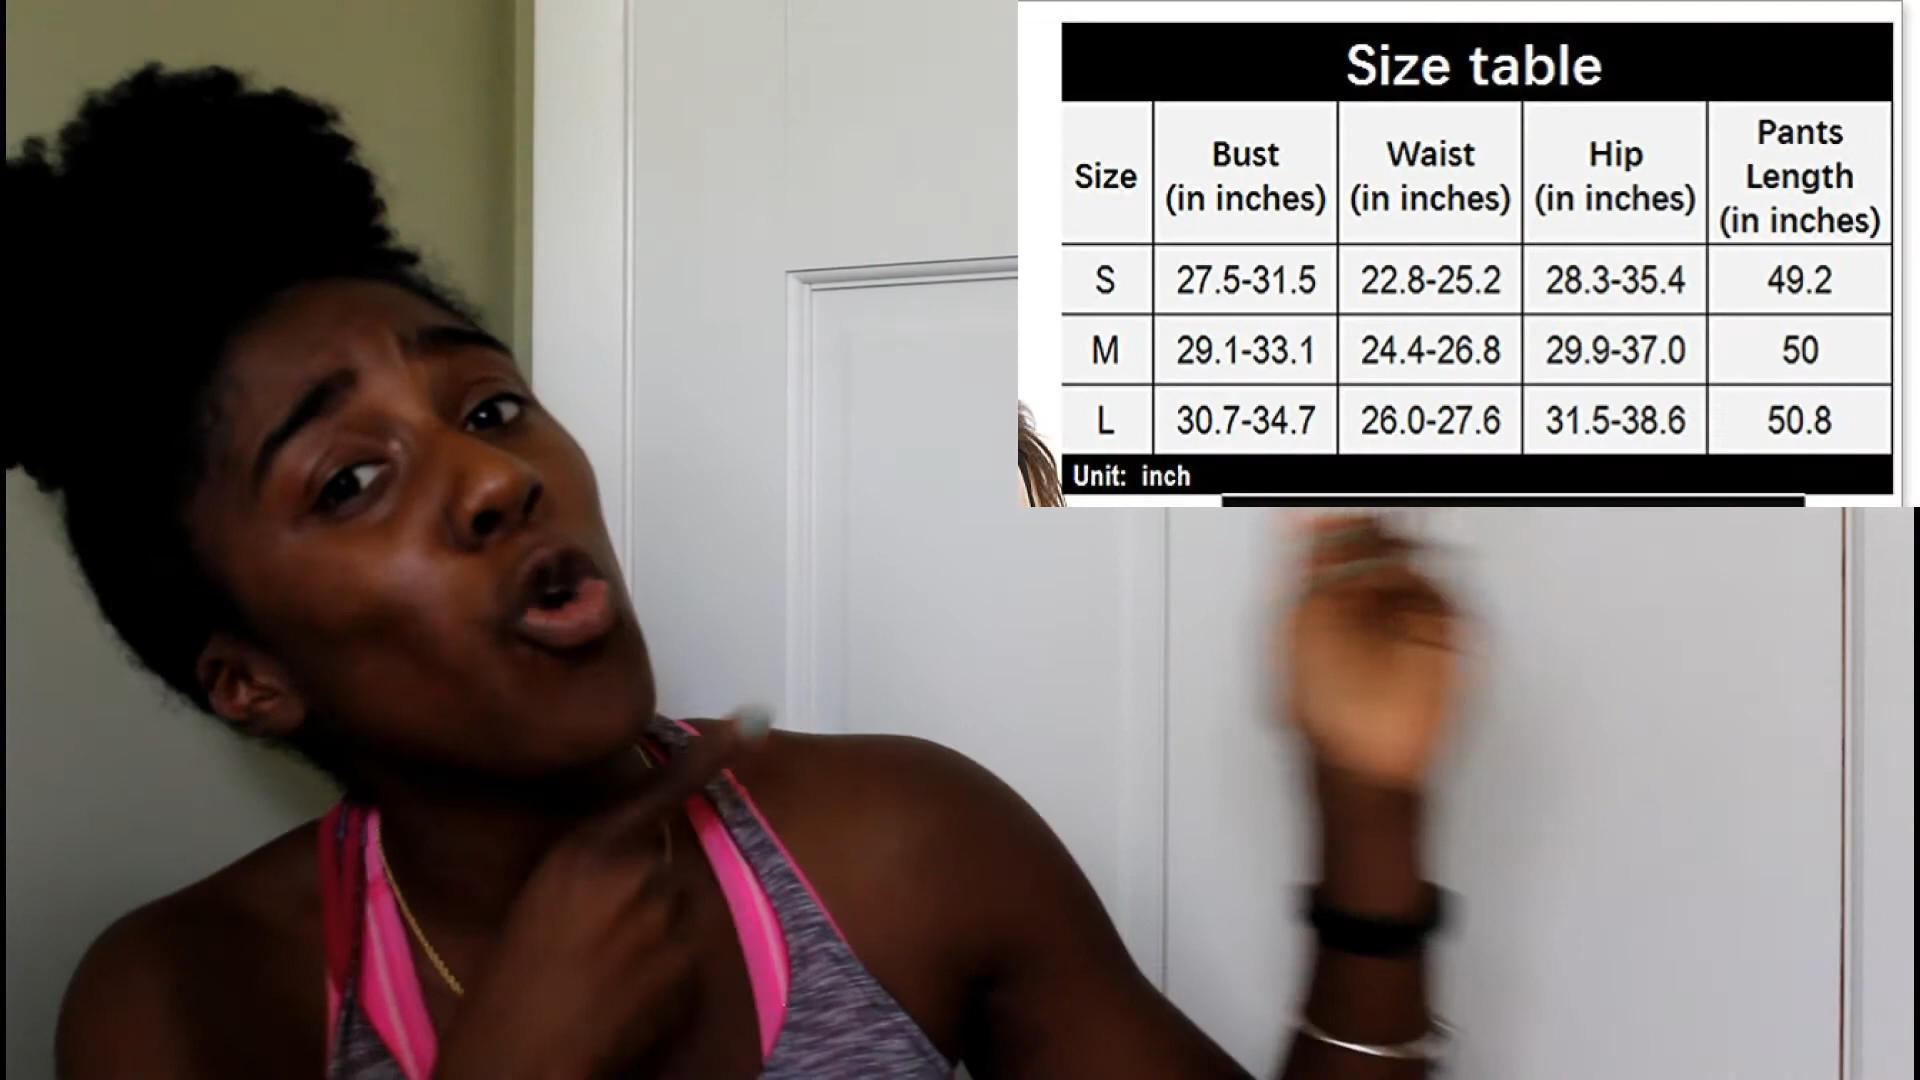 Size table
Size Bust (in inches) Waist (in inches) Hip (in inches) Pants Length (in inches)
S 27.5-31.5 22.8-25.2 28.3-35.4 49.2
M 29.1-33.1 24.4-26.8 29.9-37.0 50
L 30.7-34.7 26.0-27.6 31.5-38.6 50.8
Unit: inch